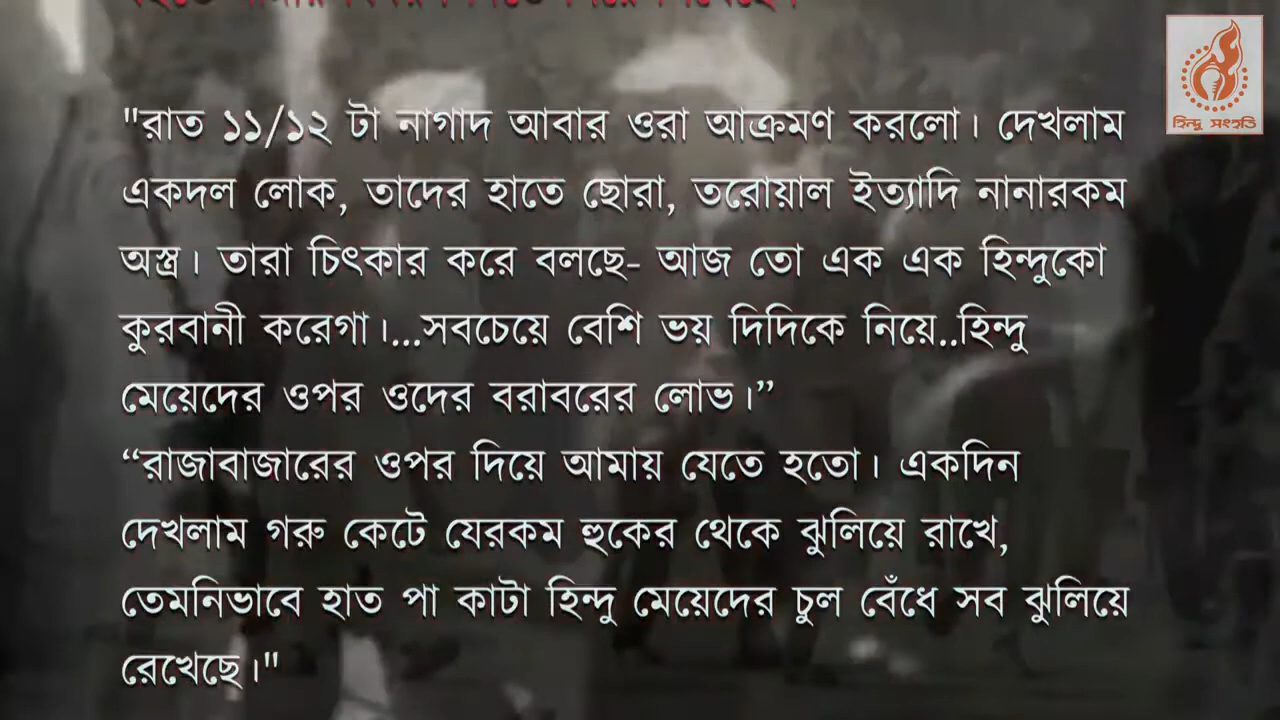 "রাত ১১/১২ টা নাগাদ আবার ওরা আক্রমণ করলো। দেখলাম
একদল লোক, তাদের হাতে ছোরা, তরোয়াল ইত্যাদি নানারকম
অস্ত্র। তারা চিৎকার করে বলছে- আজ তো এক এক হিন্দুকো
কুরবানী করেগা।...সবচেয়ে বেশি ভয় দিদিকে নিয়ে..হিন্দু
মেয়েদের ওপর ওদের বরাবরের লোভ।”
“রাজাবাজারের ওপর দিয়ে আমায় যেতে হতো। একদিন
দেখলাম গরু কেটে যেরকম হুকের থেকে ঝুলিয়ে রাখে,
তেমনিভাবে হাত পা কাটা হিন্দু মেয়েদের চুল বেঁধে সব ঝুলিয়ে
রেখেছে।"
হিন্দু সংহতি